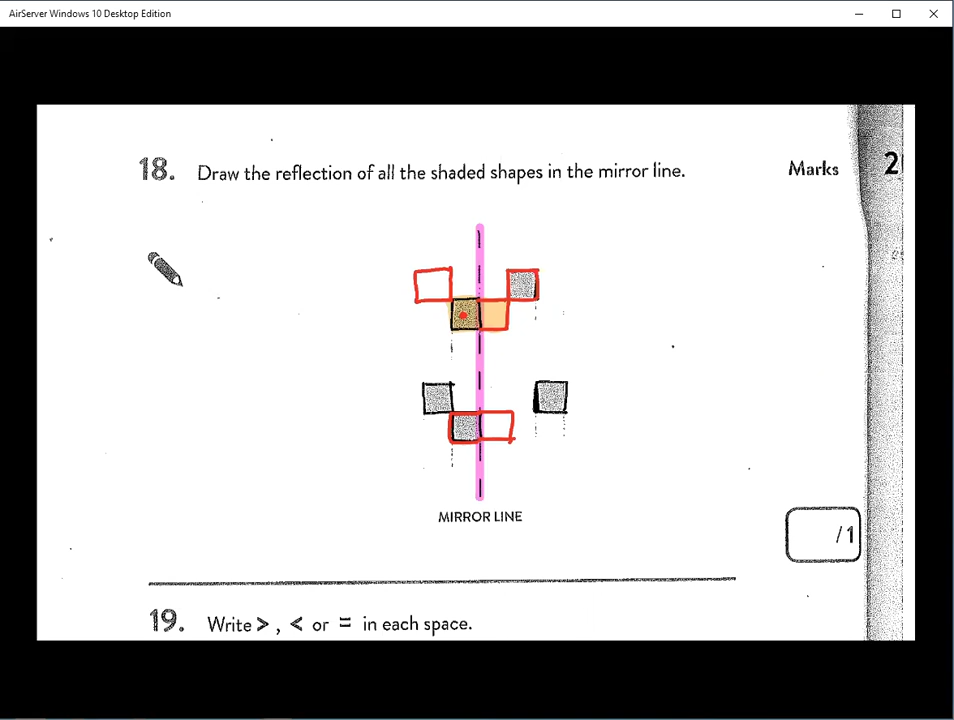 AirServer Windows 10 Desktop Edition
18. Draw the reflection of all the shaded shapes in the mirror line. Marks 2
MIRROR LINE
/1
19. Write > , < or = in each space.